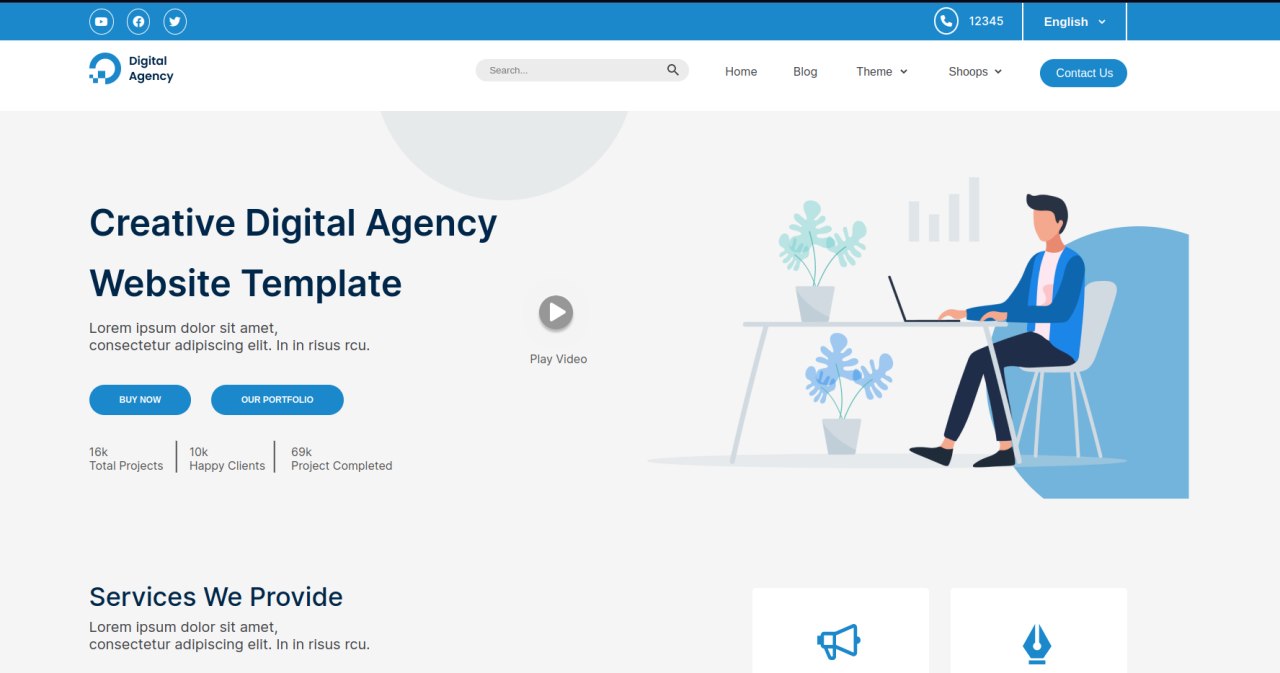 12345
English
Digital
Agency
Search...
Home
Blog
Theme
Shoops
Contact Us
Creative Digital Agency
Website Template
Lorem ipsum dolor sit amet,
consectetur adipiscing elit. In in risus rcu.
Play Video
BUY NOW
OUR PORTFOLIO
16k
Total Projects
10k
Happy Clients
69k
Project Completed
Services We Provide
Lorem ipsum dolor sit amet,
consectetur adipiscing elit. In in risus rcu.